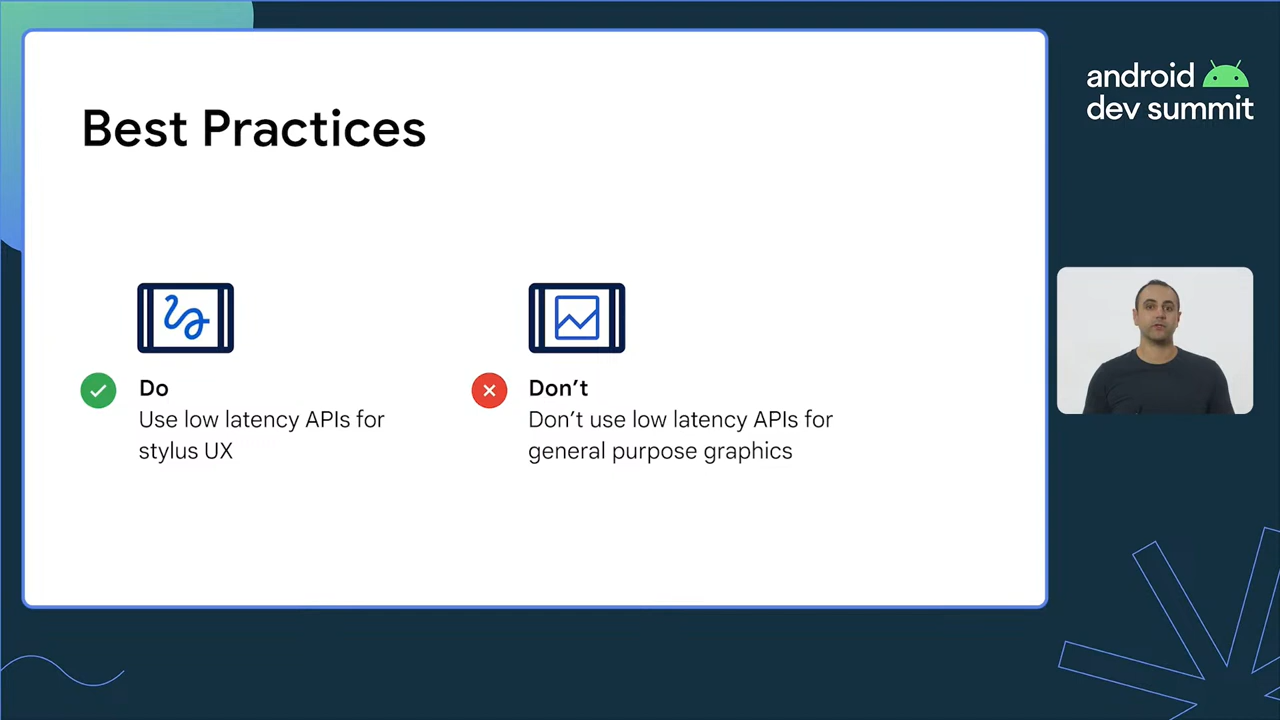 Best Practices
Do
Use low latency APIs for
stylus UX
Don’t
Don’t use low latency APIs for
general purpose graphics
android
dev summit